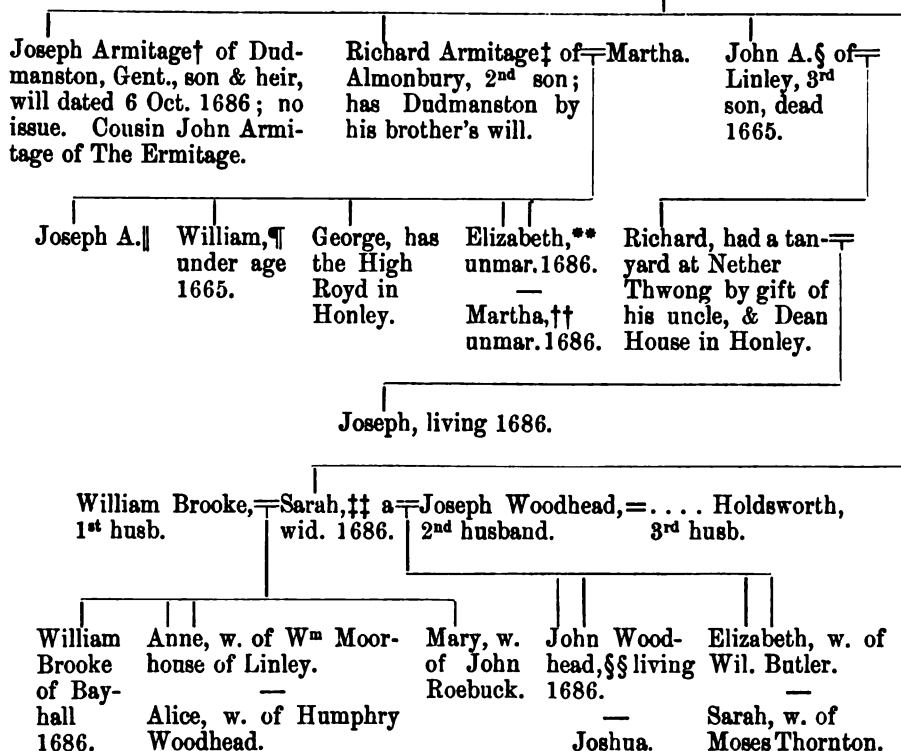 Joseph Armitage† of Dud-
manston, Gent., son & heir,
will dated 6 Oct. 1686; no
issue. Cousin John Armi-
tage of The Ermitage.
Richard Armitage‡ of=Martha.
Almonbury, 2nd son;
has Dudmanston by
his brother's will.
John A.§ of=
Linley, 3rd
son, dead
1665.
Joseph A.‖
William,¶
under age
1665.
George, has
the High
Royd in
Honley.
Elizabeth,**
unmar. 1686.
—
Martha,††
unmar. 1686.
Richard, had a tan-=
yard at Nether
Thwong by gift of
his uncle, & Dean
House in Honley.
Joseph, living 1686.
William Brooke,=Sarah,‡‡ a=Joseph Woodhead,=.... Holdsworth,
1st husb. wid. 1686. 2nd husband. 3rd husb.
William
Brooke
of Bay-
hall
1686.
Anne, w. of Wm Moor-
house of Linley.
—
Alice, w. of Humphry
Woodhead.
Mary, w.
of John
Roebuck.
John Wood-
head,§§ living
1686.
—
Joshua.
Elizabeth, w. of
Wil. Butler.
—
Sarah, w. of
Moses Thornton.